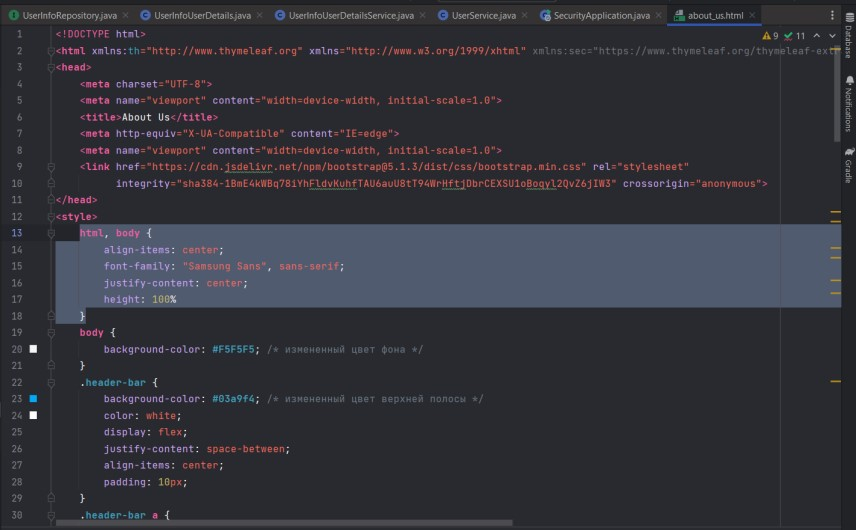 UserInfoRepository.java UserInfoUserDetails.java UserInfoUserDetailsService.java UserService.java SecurityApplication.java about_us.html
1 <!DOCTYPE html>
9 11
2 <html xmlns:th="http://www.thymeleaf.org" xmlns="http://www.w3.org/1999/xhtml" xmlns:sec="https://www.thymeleaf.org/thymeleaf-ext
3 <head>
4 <meta charset="UTF-8">
5 <meta name="viewport" content="width=device-width, initial-scale=1.0">
6 <title>About Us</title>
7 <meta http-equiv="X-UA-Compatible" content="IE=edge">
8 <meta name="viewport" content="width=device-width, initial-scale=1.0">
9 <link href="https://cdn.jsdelivr.net/npm/bootstrap@5.1.3/dist/css/bootstrap.min.css" rel="stylesheet"
10 integrity="sha384-1BmE4kWBq78iYhFldvKuhfTAU6auU8tT94WrHftjDbrCEXSU1oBoqyl2QvZ6jIW3" crossorigin="anonymous">
11 </head>
12 <style>
13 html, body {
14 align-items: center;
15 font-family: "Samsung Sans", sans-serif;
16 justify-content: center;
17 height: 100%
18 }
19 body {
20 background-color: #F5F5F5; /* измененный цвет фона */
21 }
22 .header-bar {
23 background-color: #03a9f4; /* измененный цвет верхней полосы */
24 color: white;
25 display: flex;
26 justify-content: space-between;
27 align-items: center;
28 padding: 10px;
29 }
30 .header-bar a {
Database
Notifications
Gradle